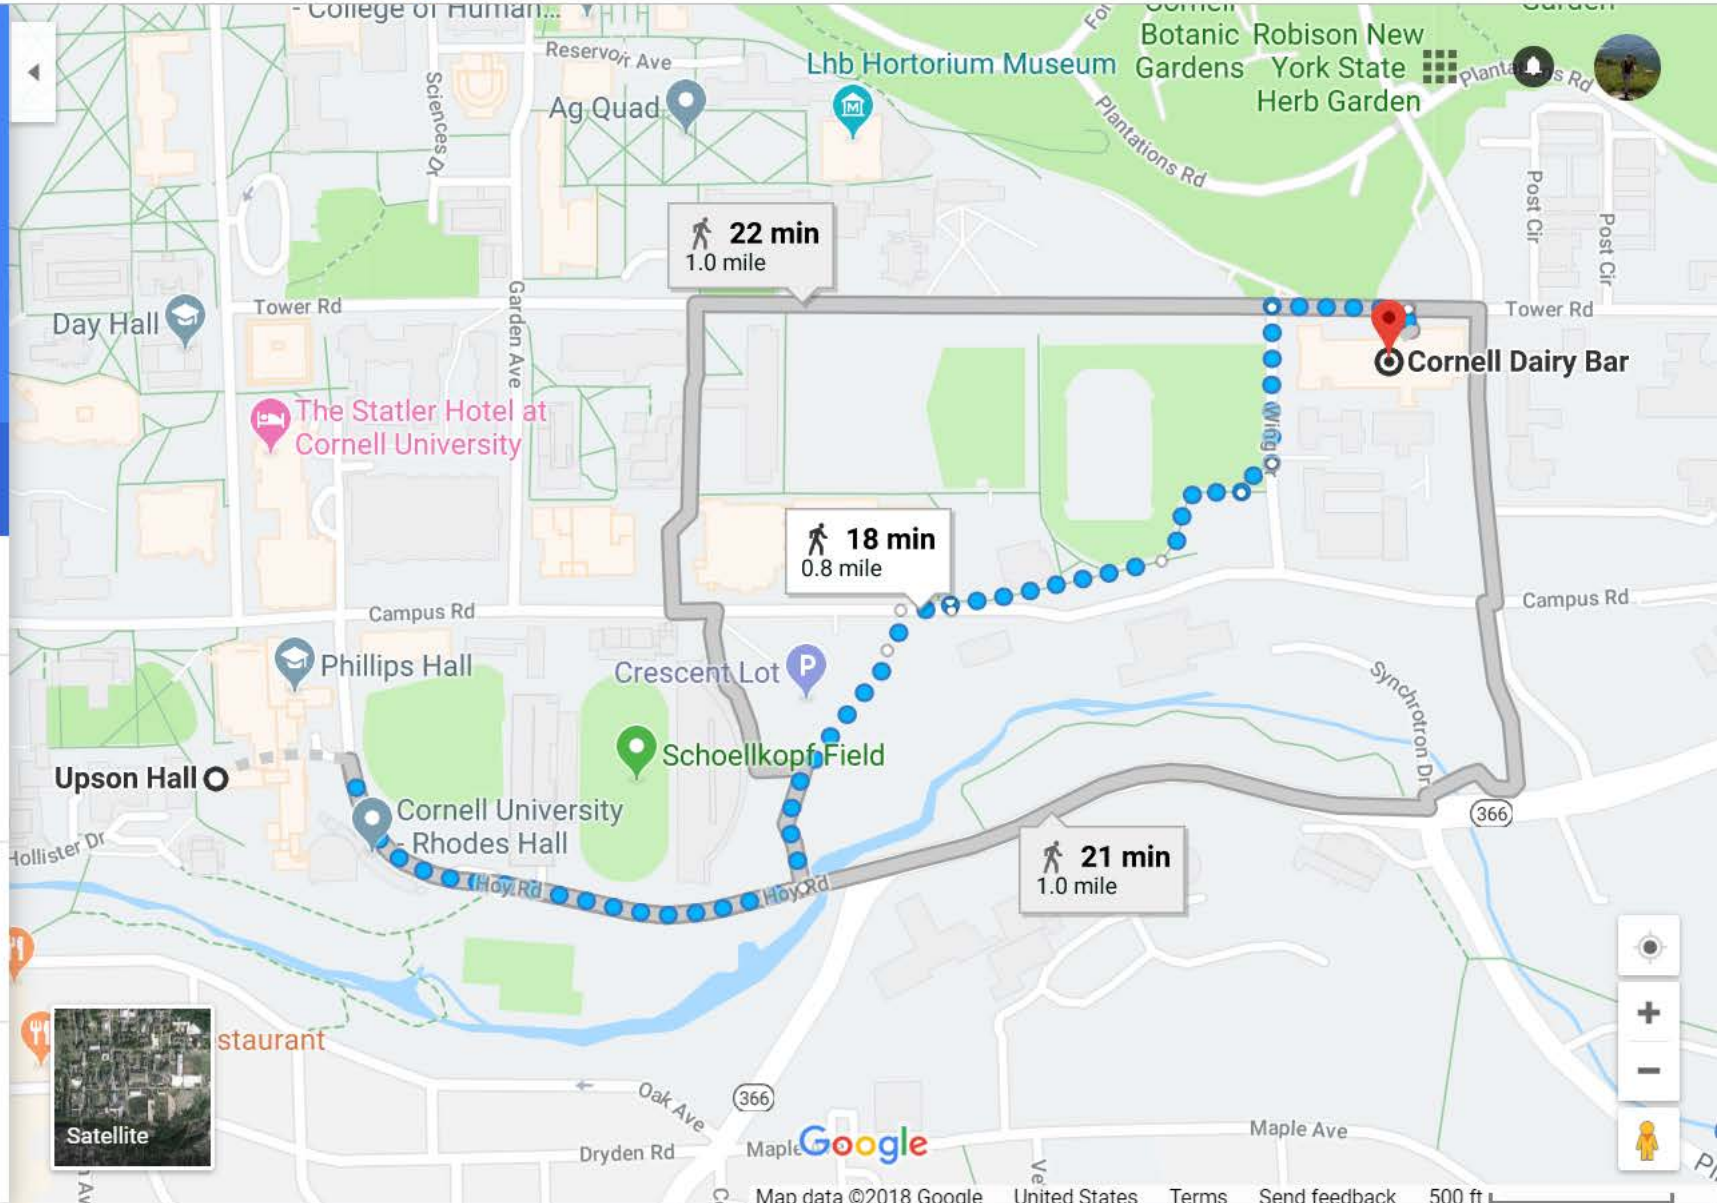 - College of Human...
Cornell
Botanic
Gardens
Robison New
York State
Herb Garden
Garden
Reservoir Ave
Lhb Hortorium Museum
Ag Quad
Sciences Dr
Plantations Rd
Plantations Rd
Post Cir
Post Cir
22 min
1.0 mile
Day Hall
Tower Rd
Garden Ave
Tower Rd
Cornell Dairy Bar
The Statler Hotel at
Cornell University
Wing Dr
18 min
0.8 mile
Campus Rd
Campus Rd
Phillips Hall
Crescent Lot
P
Synchrotron Dr
Schoellkopf Field
Upson Hall
Cornell University
- Rhodes Hall
366
Hollister Dr
21 min
1.0 mile
Hoy Rd
Hoy Rd
staurant
Satellite
Oak Ave
366
Dryden Rd
Maple
Google
Maple Ave
Map data ©2018 Google United States Terms Send feedback 500 ft